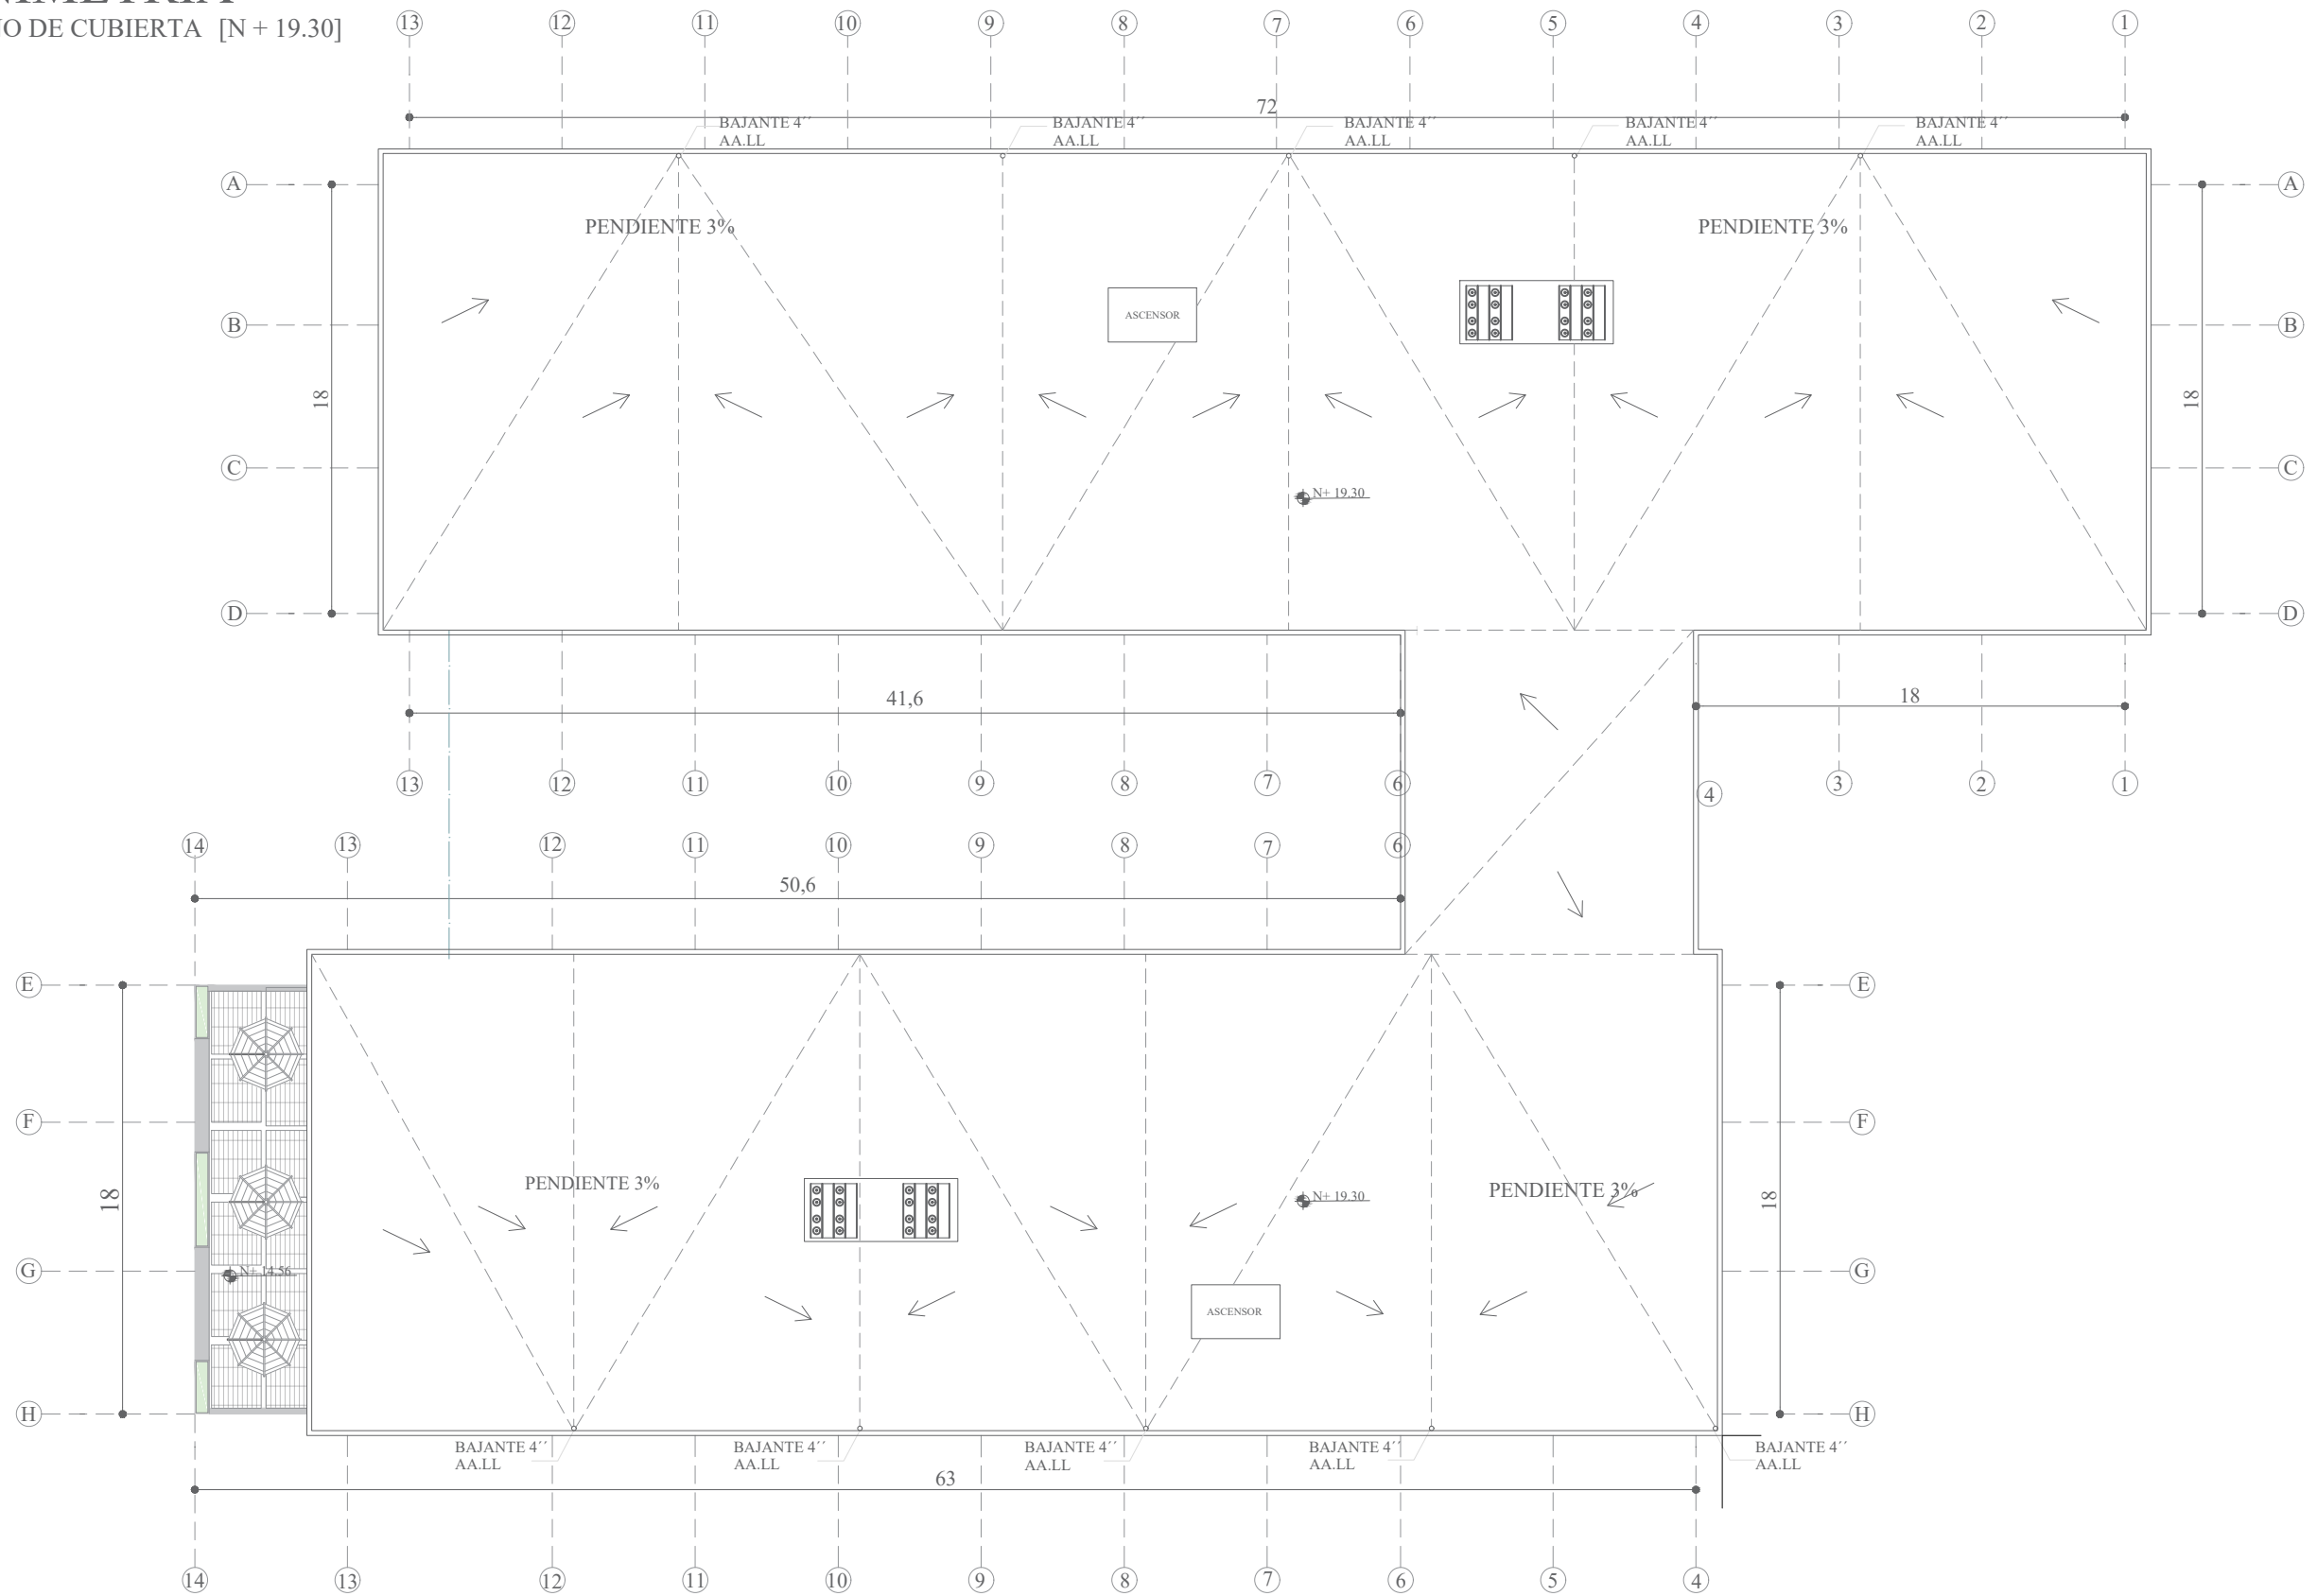 O DE CUBIERTA [N + 19.30]
13 12 11 10 9 8 7 6 5 4 3 2 1
72
BAJANTE 4´´
AA.LL
BAJANTE 4´´
AA.LL
BAJANTE 4´´
AA.LL
BAJANTE 4´´
AA.LL
BAJANTE 4´´
AA.LL
A
A
PENDIENTE 3%
PENDIENTE 3%
B
ASCENSOR
B
18
18
C
C
N+ 19.30
D
D
41,6
18
13 12 11 10 9 8 7 6 4 3 2 1
14 13 12 11 10 9 8 7 6
50,6
E
E
F
F
PENDIENTE 3%
PENDIENTE 3%
18
N+ 19.30
18
G
N+ 14.56
G
ASCENSOR
H
H
BAJANTE 4´´
AA.LL
BAJANTE 4´´
AA.LL
BAJANTE 4´´
AA.LL
BAJANTE 4´´
AA.LL
BAJANTE 4´´
AA.LL
63
14 13 12 11 10 9 8 7 6 5 4